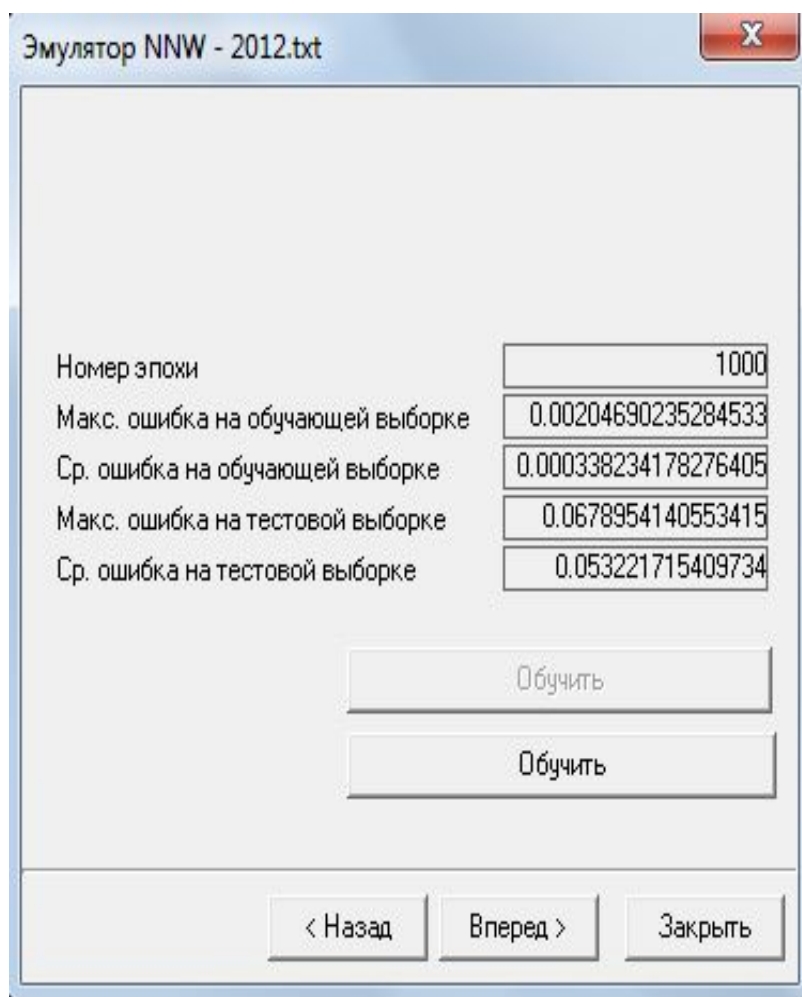 Эмулятор NNW - 2012.txt
Номер эпохи 1000
Макс. ошибка на обучающей выборке 0.00204690235284533
Ср. ошибка на обучающей выборке 0.000338234178276405
Макс. ошибка на тестовой выборке 0.0678954140553415
Ср. ошибка на тестовой выборке 0.053221715409734
Обучить
Обучить
< Назад Вперед > Закрыть